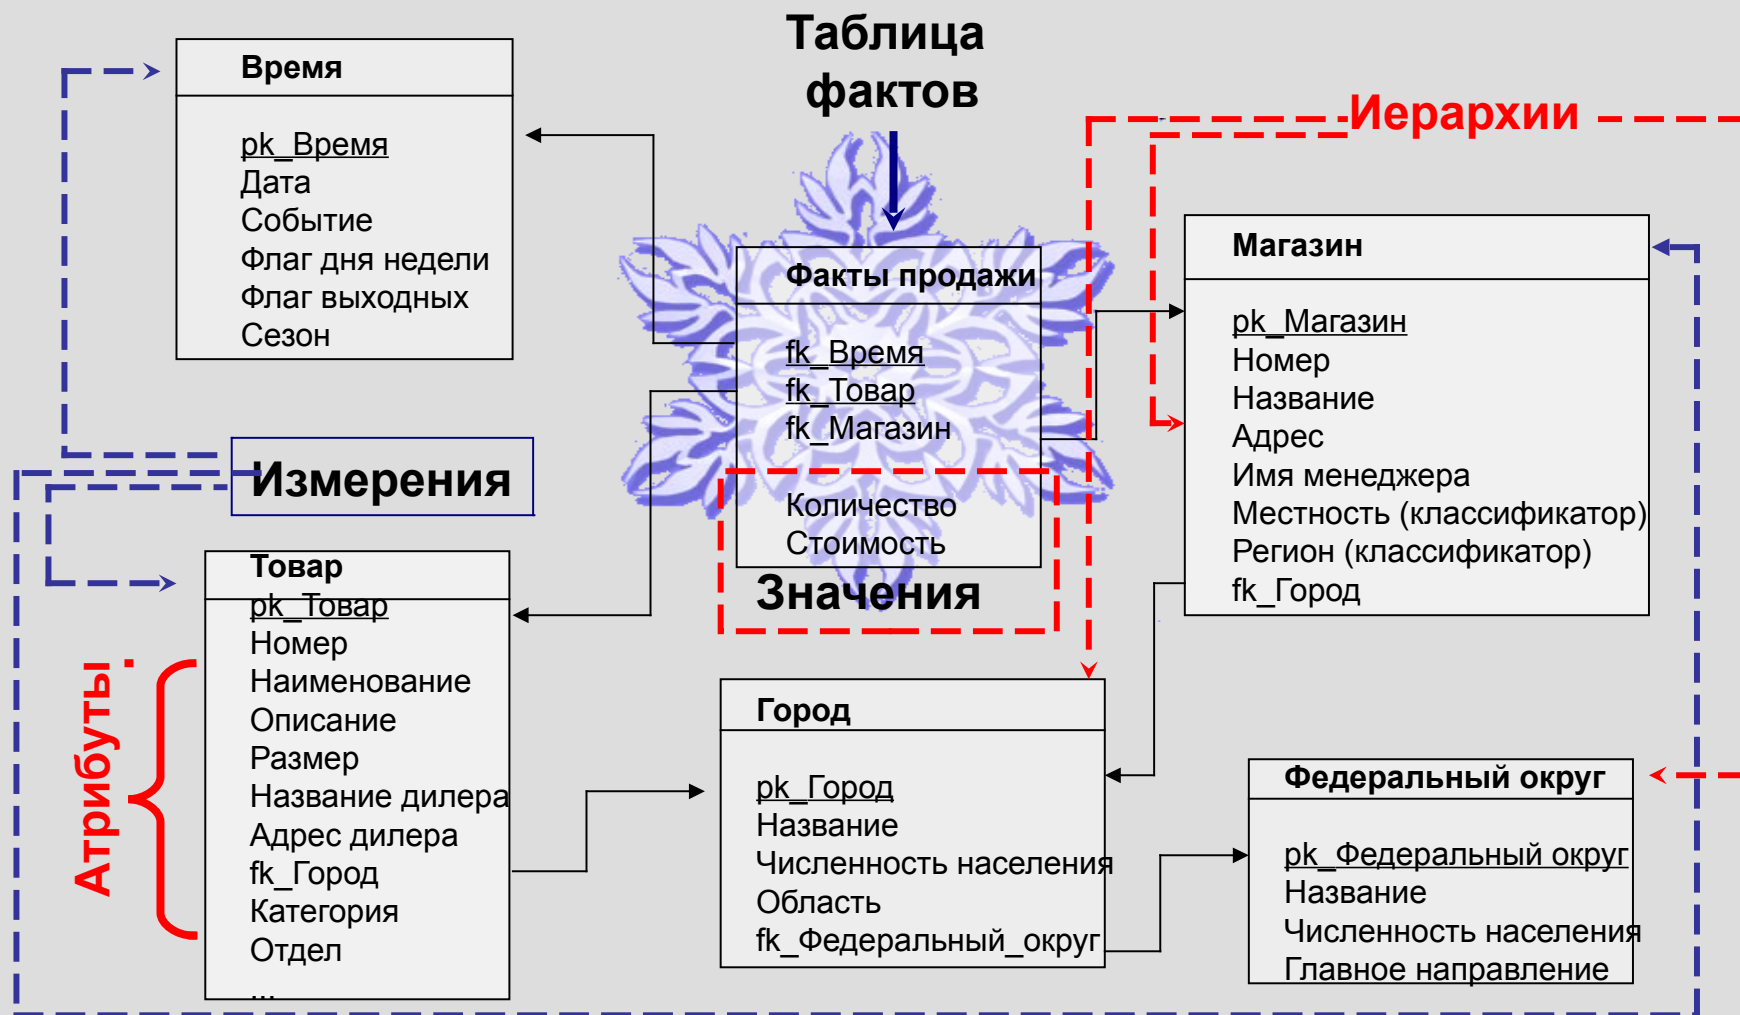 Таблица
фактов
Время
pk_Время
Дата
Событие
Флаг дня недели
Флаг выходных
Сезон
Иерархии
Факты продажи
fk_Время
fk_Товар
fk_Магазин
Количество
Стоимость
Значения
Магазин
pk_Магазин
Номер
Название
Адрес
Имя менеджера
Местность (классификатор)
Регион (классификатор)
fk_Город
Измерения
Товар
pk_Товар
Номер
Наименование
Описание
Размер
Название дилера
Адрес дилера
fk_Город
Категория
Отдел
...
Атрибуты
Город
pk_Город
Название
Численность населения
Область
fk_Федеральный_округ
Федеральный округ
pk_Федеральный округ
Название
Численность населения
Главное направление